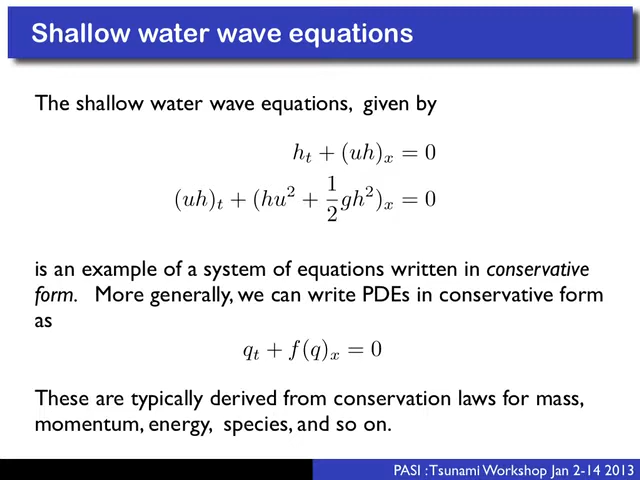 Shallow water wave equations
The shallow water wave equations, given by
h_t + (uh)_x = 0
(uh)_t + (hu² + 1/2 gh²)_x = 0
is an example of a system of equations written in conservative
form. More generally, we can write PDEs in conservative form
as
q_t + f(q)_x = 0
These are typically derived from conservation laws for mass,
momentum, energy, species, and so on.
PASI : Tsunami Workshop Jan 2-14 2013